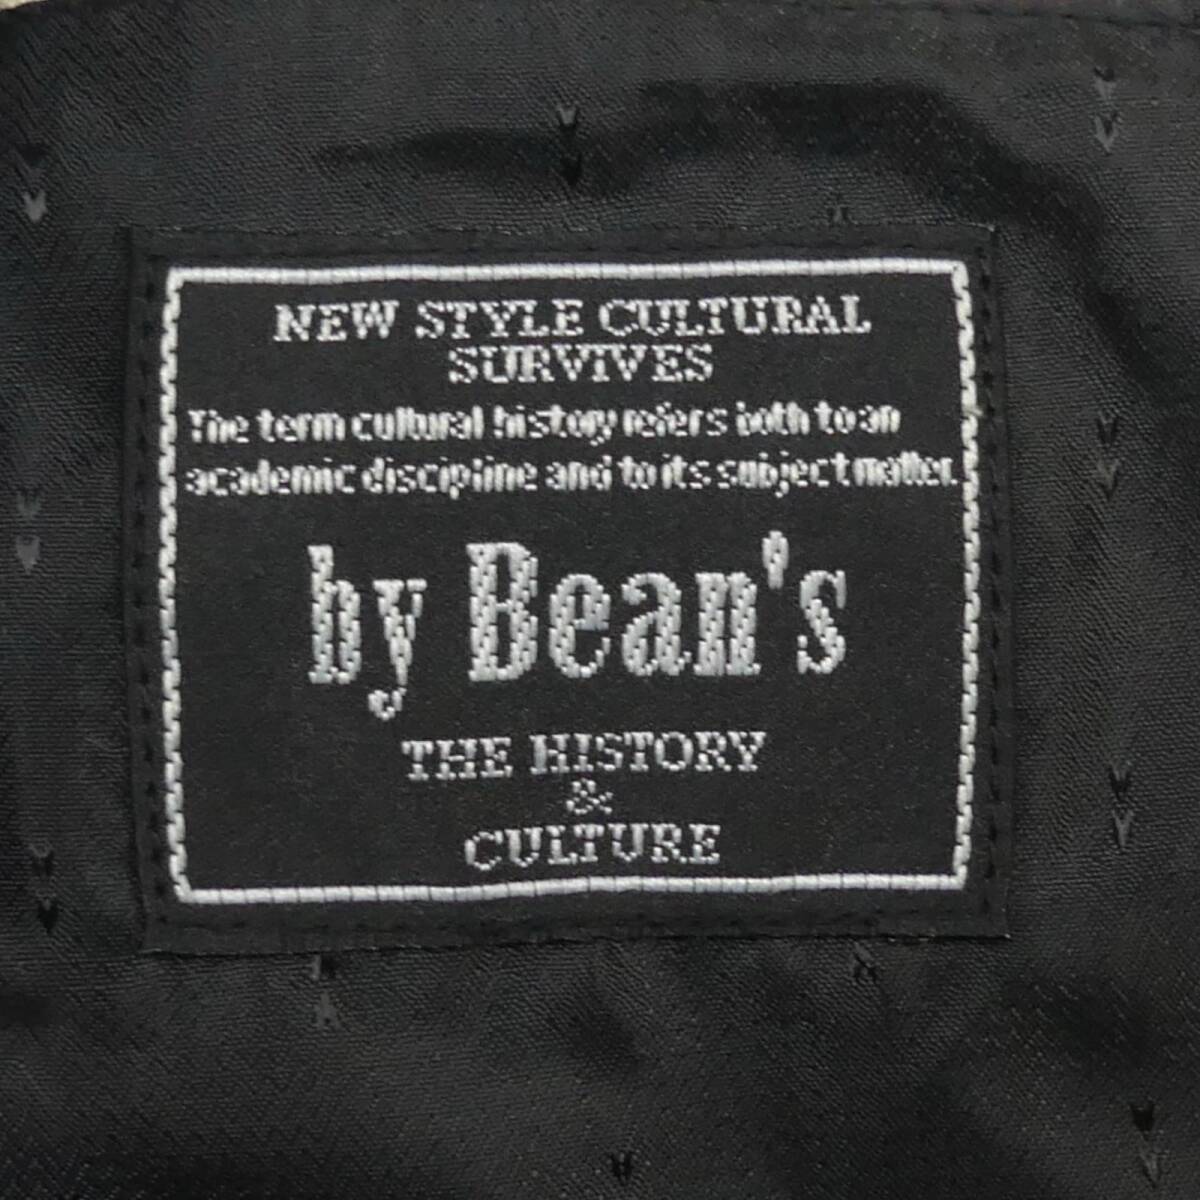 NEW STYLE CULTURAL
SURVIVES
The term cultural history refers both to an
academic discipline and to its subject matter.
by Bean's
THE HISTORY
&
CULTURE